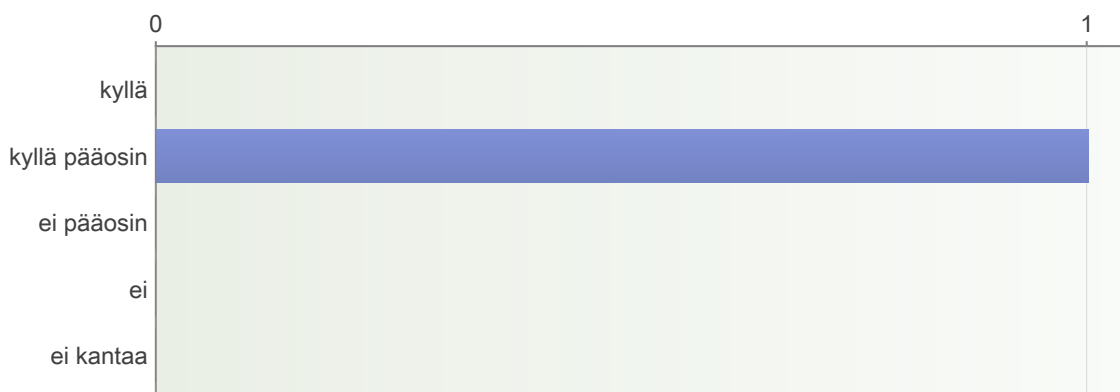 0 1
kyllä
kyllä pääosin
ei pääosin
ei
ei kantaa